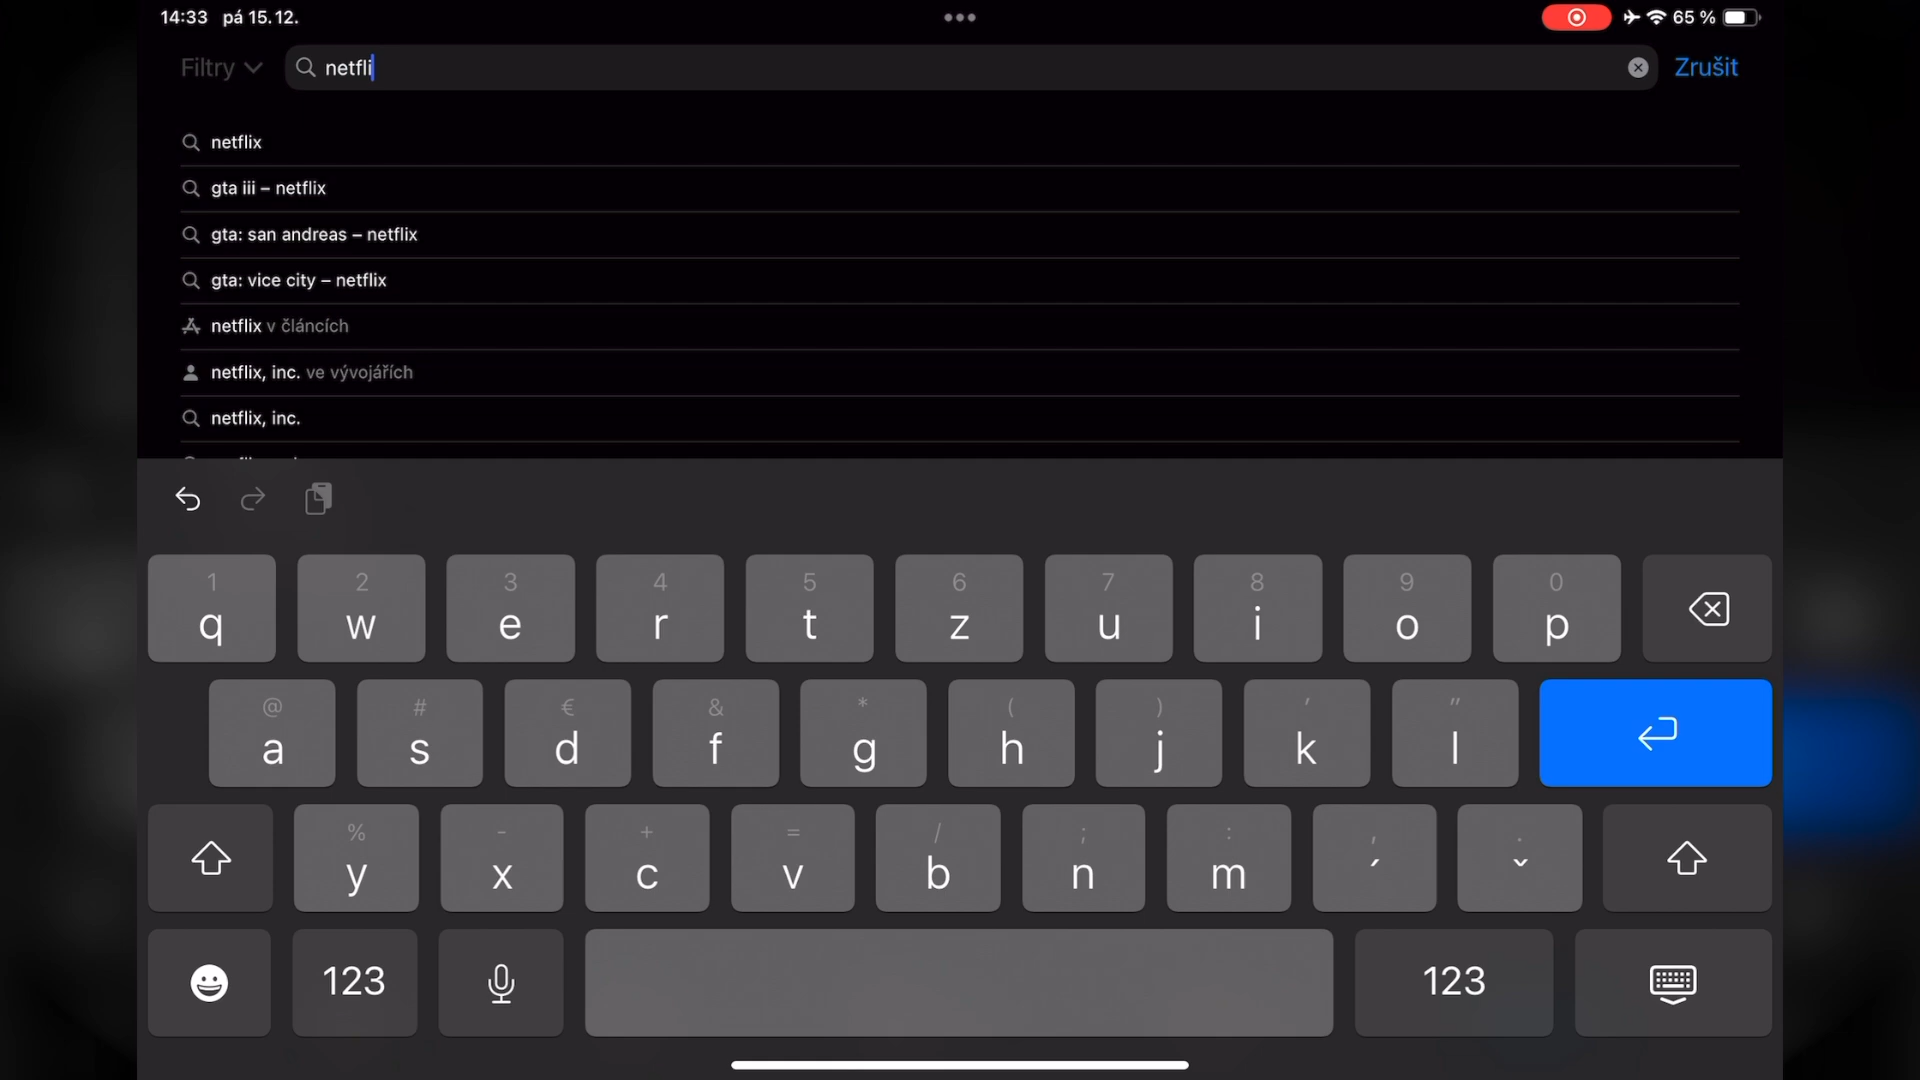 14:33 pá 15.12.
65 %
Filtry
netfli
Zrušit
netflix
gta iii – netflix
gta: san andreas – netflix
gta: vice city – netflix
netflix v článcích
netflix, inc. ve vývojářích
netflix, inc.
1 2 3 4 5 6 7 8 9 0
q w e r t z u i o p
@ # € & * ( ) ' "
a s d f g h j k l
% - + = / ; : , .
y x c v b n m ´ ˇ
123
123